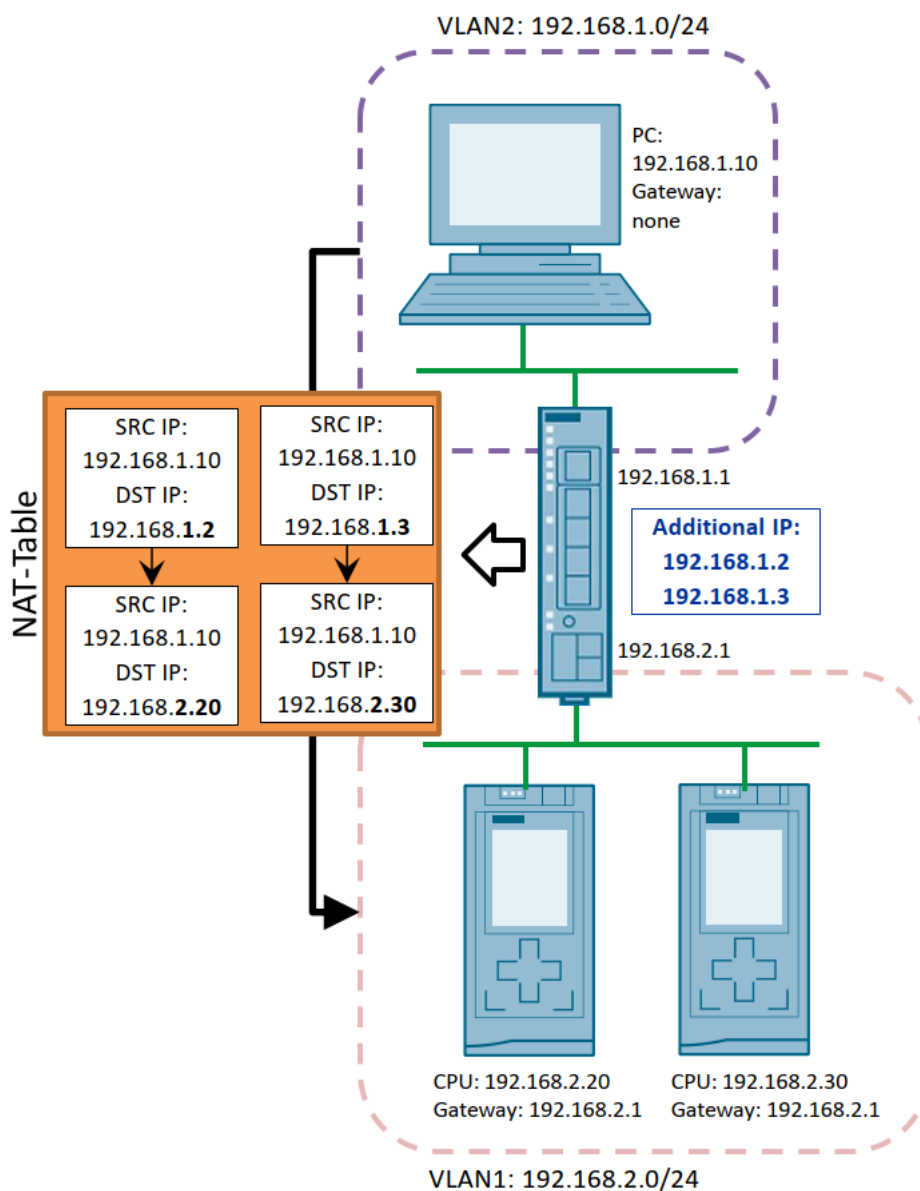 VLAN2: 192.168.1.0/24
PC:
192.168.1.10
Gateway:
none
NAT-Table
SRC IP:
192.168.1.10
DST IP:
192.168.1.2
SRC IP:
192.168.1.10
DST IP:
192.168.2.20
SRC IP:
192.168.1.10
DST IP:
192.168.1.3
SRC IP:
192.168.1.10
DST IP:
192.168.2.30
192.168.1.1
Additional IP:
192.168.1.2
192.168.1.3
192.168.2.1
CPU: 192.168.2.20
Gateway: 192.168.2.1
CPU: 192.168.2.30
Gateway: 192.168.2.1
VLAN1: 192.168.2.0/24